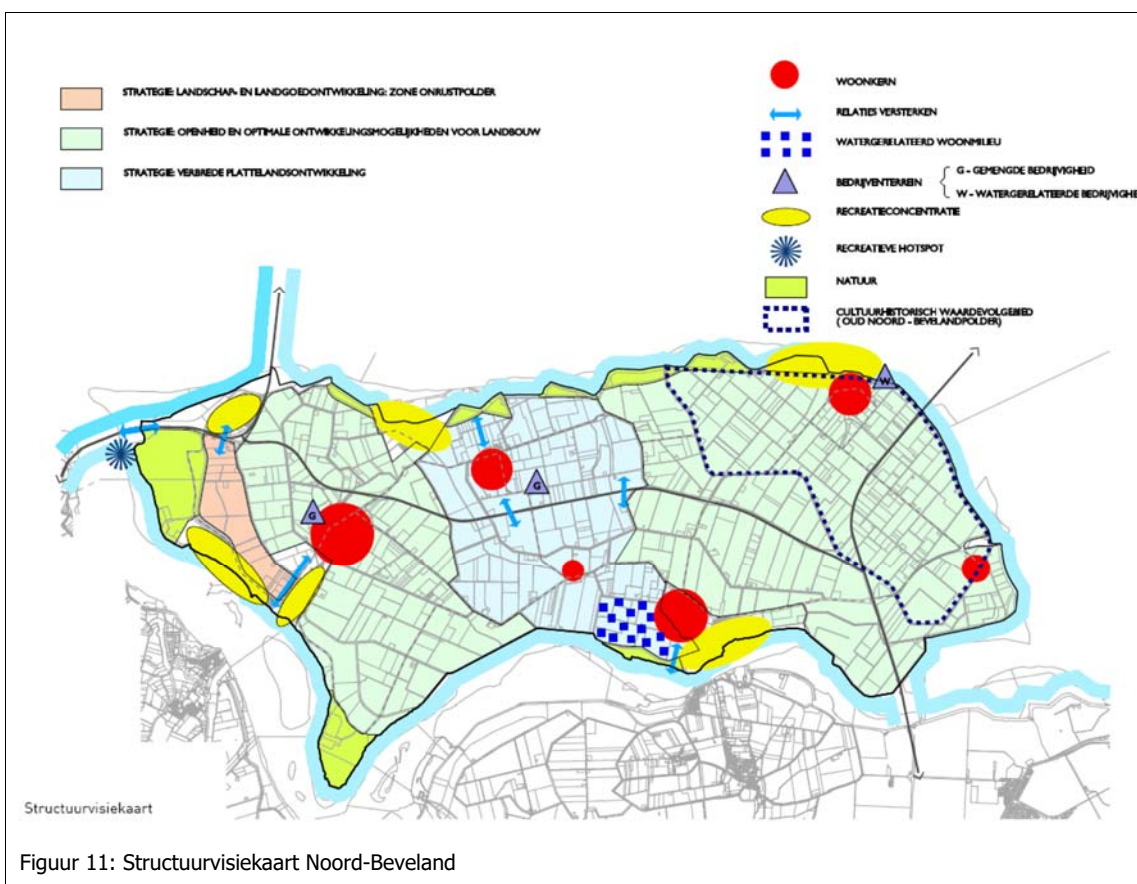 STRATEGIE: LANDSCHAP- EN LANDGOEDONTWIKKELING: ZONE ONRUSTPOLDER
STRATEGIE: OPENHEID EN OPTIMALE ONTWIKKELINGSMOGELIJKHEDEN VOOR LANDBOUW
STRATEGIE: VERBREDE PLATTELANDSONTWIKKELING
WOONKERN
RELATIES VERSTERKEN
WATERGERELATEERD WOONMILIEU
BEDRIJVENTERREIN
G - GEMENGDE BEDRIJVIGHEID
W - WATERGERELATEERDE BEDRIJVIGHE
RECREATIECONCENTRATIE
RECREATIEVE HOTSPOT
NATUUR
CULTUURHISTORISCH WAARDEVOLGEBIED
( OUD NOORD - BEVELANDPOLDER)
W
G
G
Structuurvisiekaart
Figuur 11: Structuurvisiekaart Noord-Beveland